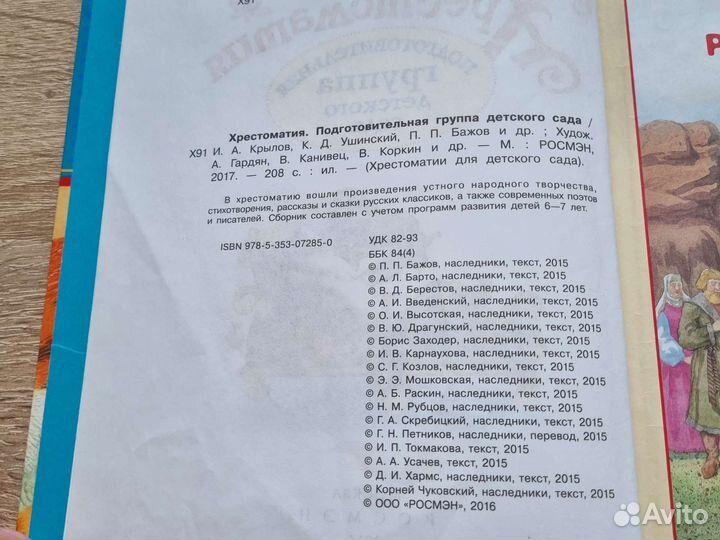 Х91
Хрестоматия
подготовительная
группа
детского
Хрестоматия. Подготовительная группа детского сада /
Х91 И. А. Крылов, К. Д. Ушинский, П. П. Бажов и др. ; Худож.
А. Гардян, В. Канивец, В. Коркин и др. — М. : РОСМЭН,
2017. — 208 с. : ил. — (Хрестоматии для детского сада).
В хрестоматию вошли произведения устного народного творчества,
стихотворения, рассказы и сказки русских классиков, а также современных поэтов
и писателей. Сборник составлен с учетом программ развития детей 6—7 лет.
УДК 82-93
ISBN 978-5-353-07285-0
ББК 84(4)
© П. П. Бажов, наследники, текст, 2015
© А. Л. Барто, наследники, текст, 2015
© В. Д. Берестов, наследники, текст, 2015
© А. И. Введенский, наследники, текст, 2015
© О. И. Высотская, наследники, текст, 2015
© В. Ю. Драгунский, наследники, текст, 2015
© Борис Заходер, наследники, текст, 2015
© И. В. Карнаухова, наследники, текст, 2015
© С. Г. Козлов, наследники, текст, 2015
© Э. Э. Мошковская, наследники, текст, 2015
© А. Б. Раскин, наследники, текст, 2015
© Н. М. Рубцов, наследники, текст, 2015
© Г. А. Скребицкий, наследники, текст, 2015
© Г. Н. Петников, наследники, перевод, 2015
© И. П. Токмакова, текст, 2015
© А. А. Усачев, текст, 2015
© Д. И. Хармс, наследники, текст, 2015
© Корней Чуковский, наследники, текст, 2015
© ООО «РОСМЭН», 2016
Avito